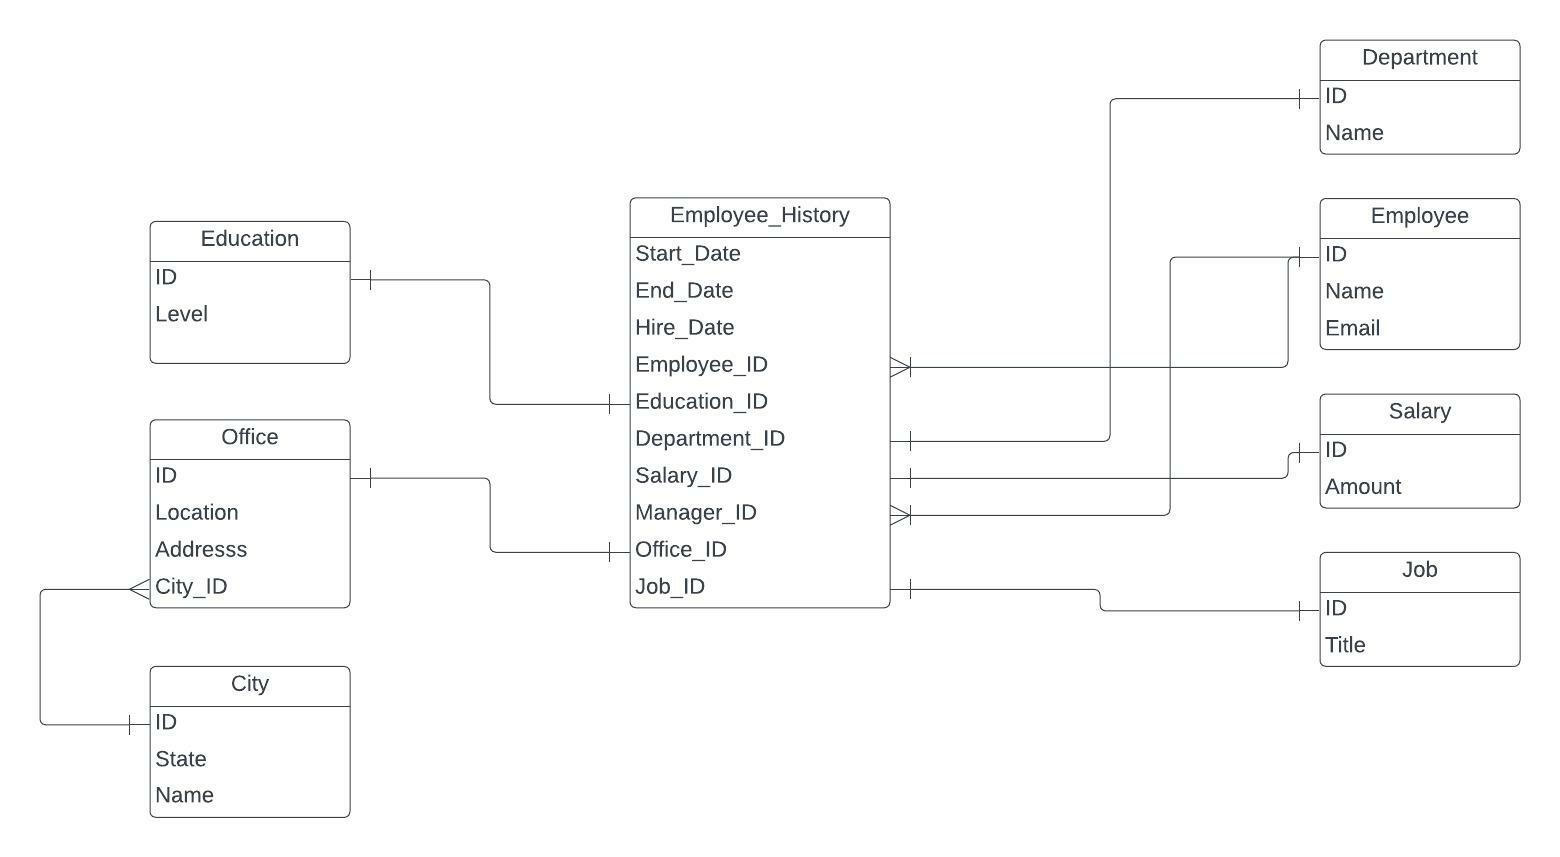 Department
ID
Name
Employee_History
Start_Date
End_Date
Hire_Date
Employee_ID
Education_ID
Department_ID
Salary_ID
Manager_ID
Office_ID
Job_ID
Employee
ID
Name
Email
Education
ID
Level
Salary
ID
Amount
Office
ID
Location
Addresss
City_ID
Job
ID
Title
City
ID
State
Name